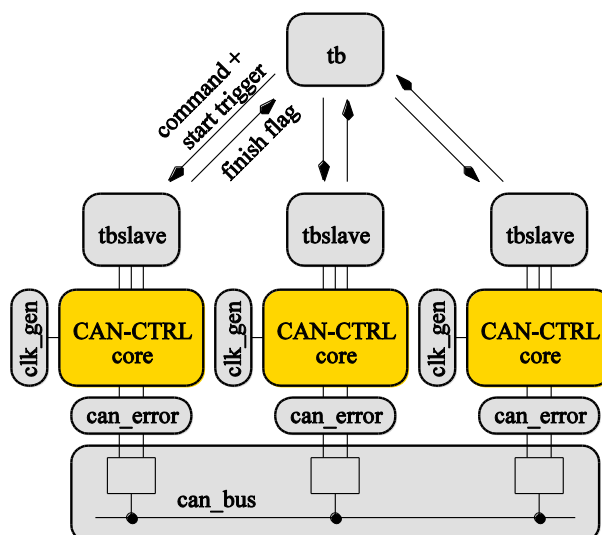 tb
command +
start trigger
finish flag
tbslave
tbslave
tbslave
clk_gen
CAN-CTRL
core
clk_gen
CAN-CTRL
core
clk_gen
CAN-CTRL
core
can_error
can_error
can_error
can_bus